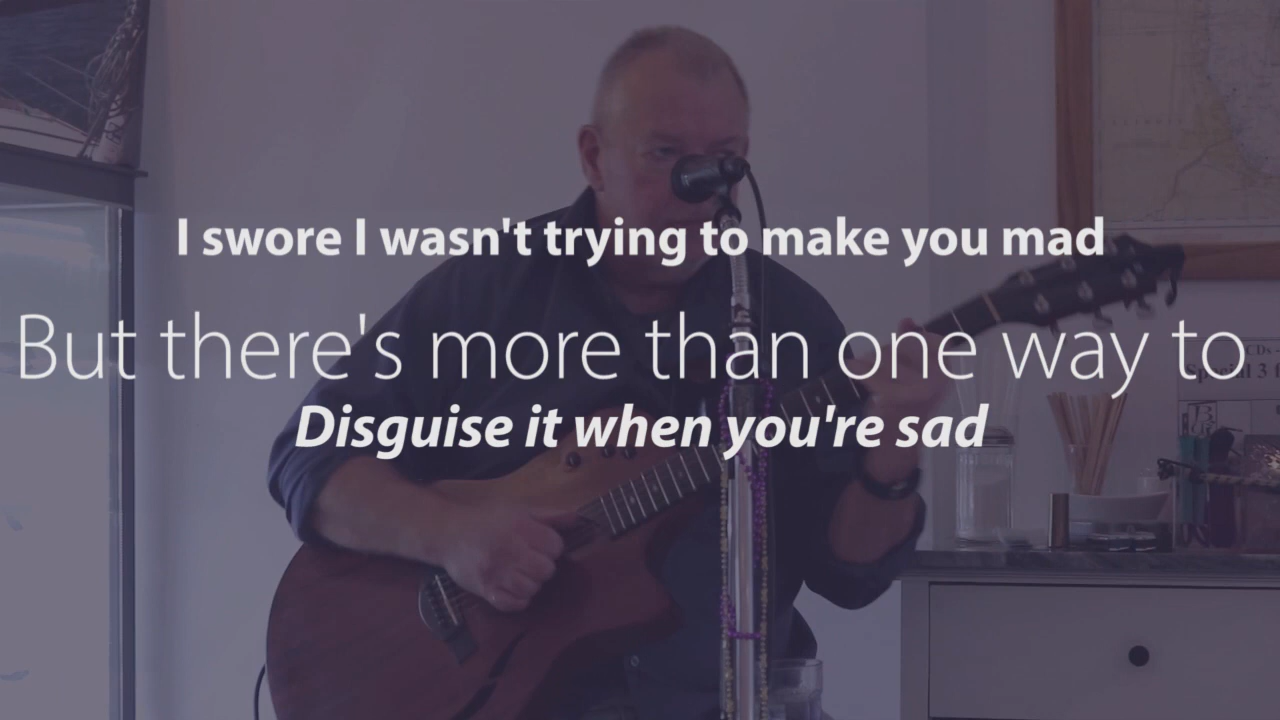 I swore I wasn't trying to make you mad
But there's more than one way to
Disguise it when you're sad
CDs